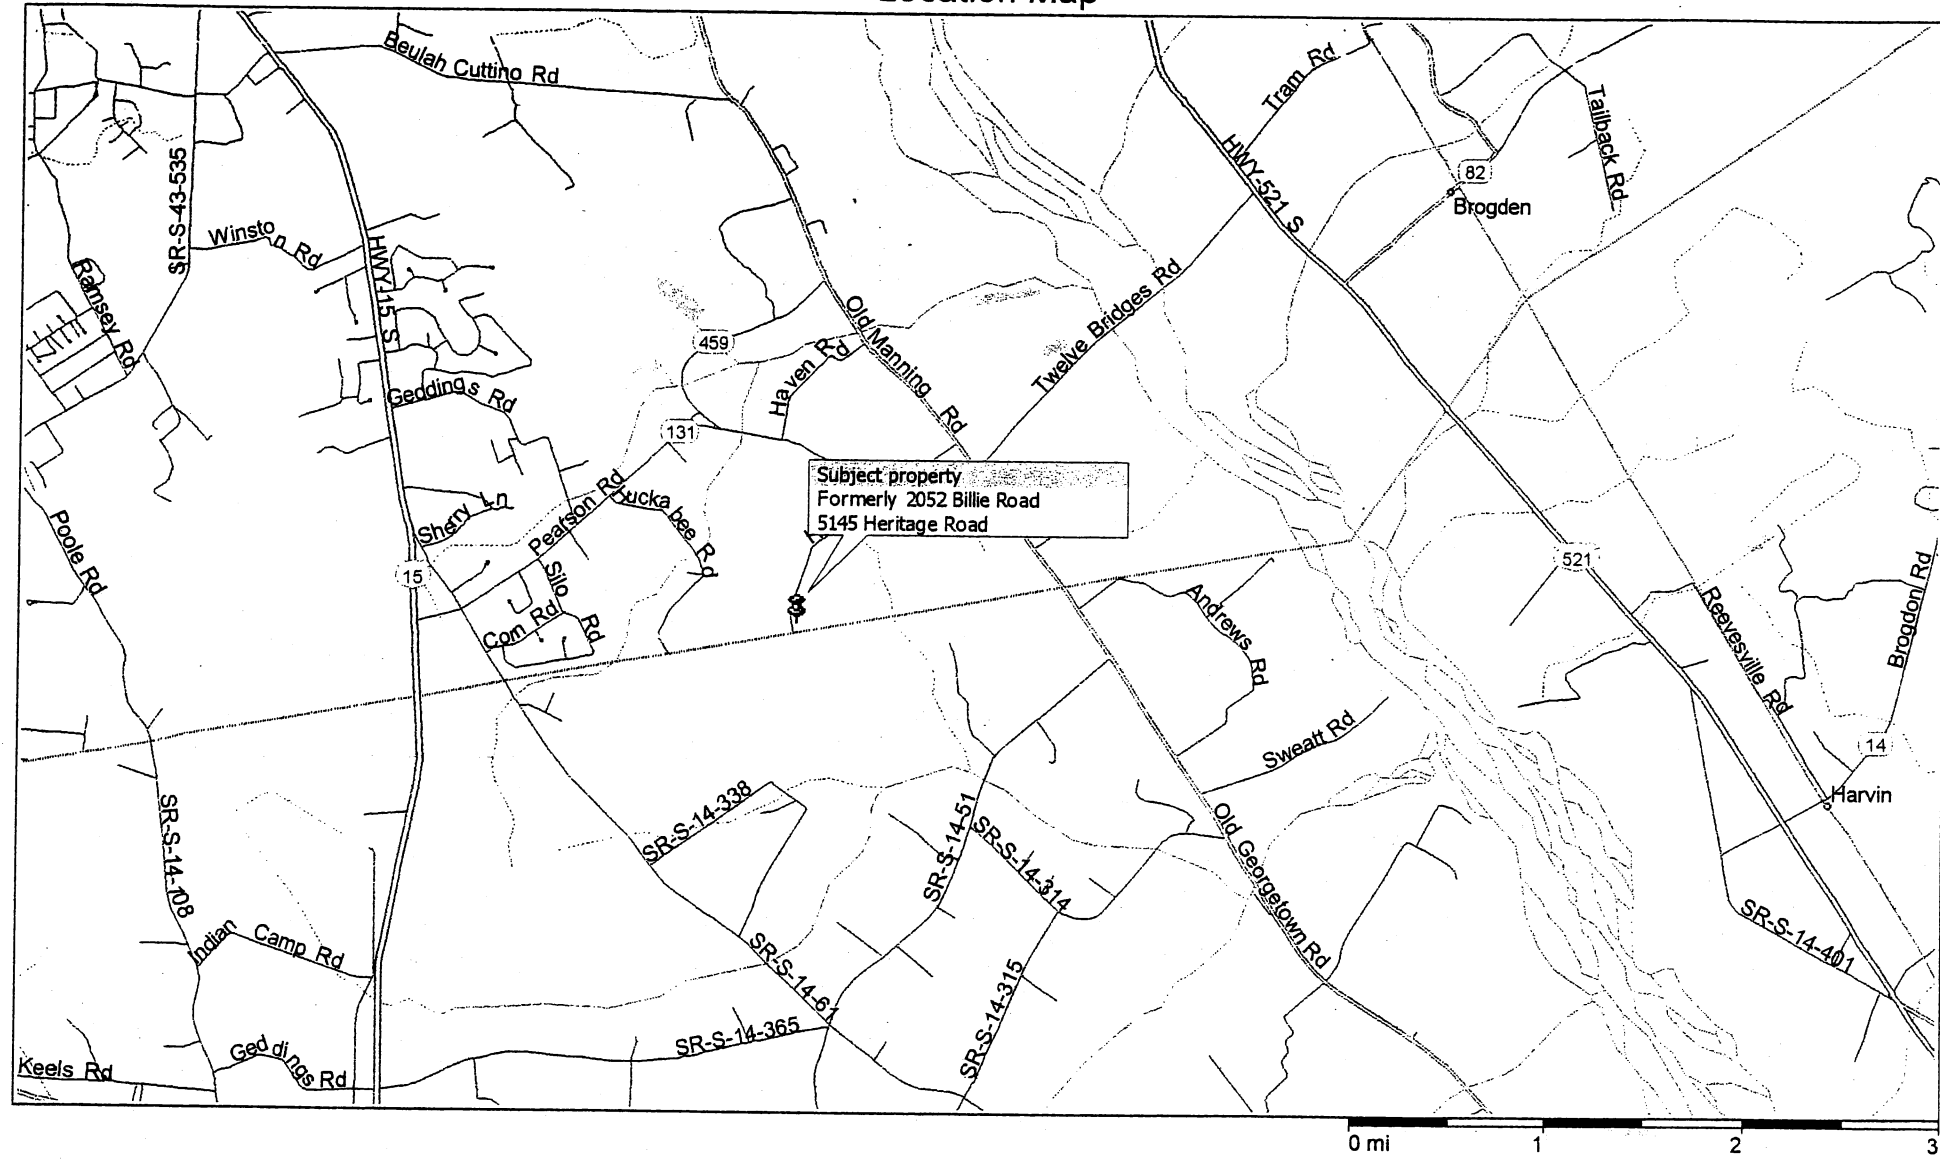 Location Map
Beulah Cuttino Rd
Tram Rd
Tailback Rd
HWY-521 S
82
Brogden
SR-S-43-535
Winston Rd
HWY-15 S
Ramsey Rd
Old Manning Rd
Twelve Bridges Rd
459
Haven Rd
Geddings Rd
131
Subject property
Formerly 2052 Billie Road
5145 Heritage Road
Pearson Rd
Huckabee Rd
Sherry Ln
Poole Rd
15
Silo Rd
Corn Rd
521
Andrews Rd
Reevesville Rd
Brogdon Rd
Sweatt Rd
14
Harvin
SR-S-14-338
SR-S-14-51
SR-S-14-314
SR-S-14-108
Old Georgetown Rd
Indian Camp Rd
SR-S-14-67
SR-S-14-315
SR-S-14-401
SR-S-14-365
Geddings Rd
Keels Rd
0 mi 1 2 3